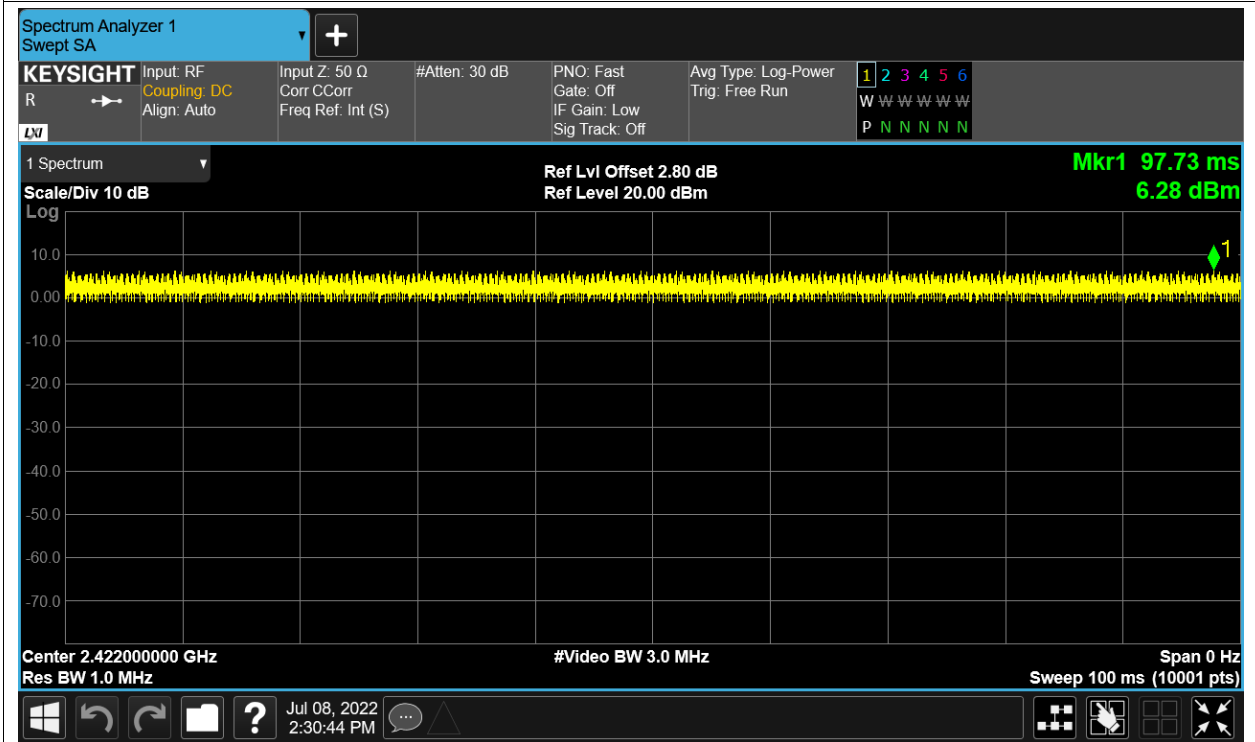 Spectrum Analyzer 1
Swept SA
+
KEYSIGHT
R
LXI
Input: RF
Coupling: DC
Align: Auto
Input Z: 50 Ω
Corr CCorr
Freq Ref: Int (S)
#Atten: 30 dB
PNO: Fast
Gate: Off
IF Gain: Low
Sig Track: Off
Avg Type: Log-Power
Trig: Free Run
1 2 3 4 5 6
W W W W W W
P N N N N N
1 Spectrum
Scale/Div 10 dB
Log
Ref Lvl Offset 2.80 dB
Ref Level 20.00 dBm
Mkr1 97.73 ms
6.28 dBm
1
10.0
0.00
-10.0
-20.0
-30.0
-40.0
-50.0
-60.0
-70.0
Center 2.422000000 GHz
Res BW 1.0 MHz
#Video BW 3.0 MHz
Span 0 Hz
Sweep 100 ms (10001 pts)
?
Jul 08, 2022
2:30:44 PM